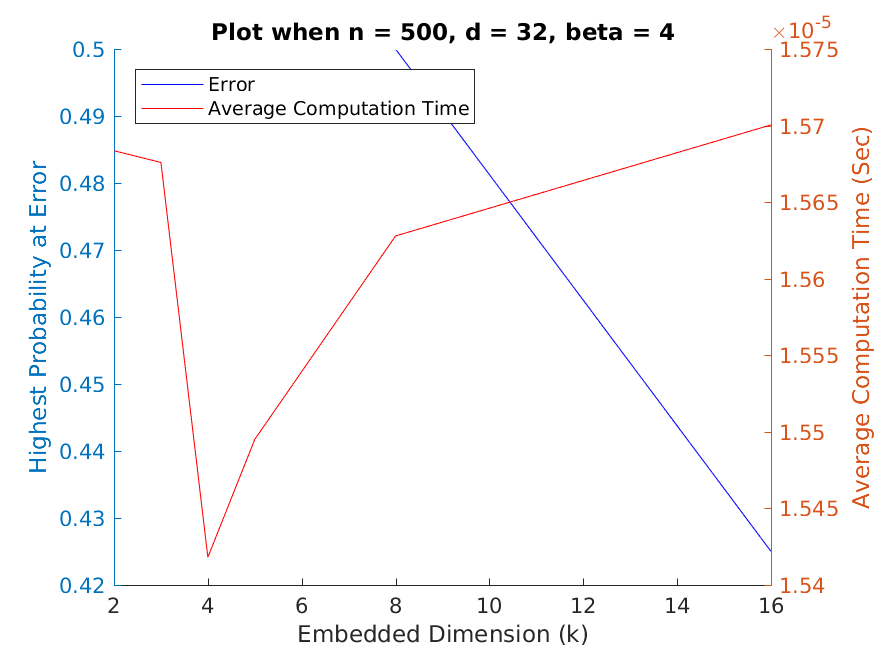 Plot when n = 500, d = 32, beta = 4
×10-5
Error
Average Computation Time
Highest Probability at Error
0.5
0.49
0.48
0.47
0.46
0.45
0.44
0.43
0.42
1.575
1.57
1.565
1.56
1.555
1.55
1.545
1.54
Average Computation Time (Sec)
2 4 6 8 10 12 14 16
Embedded Dimension (k)